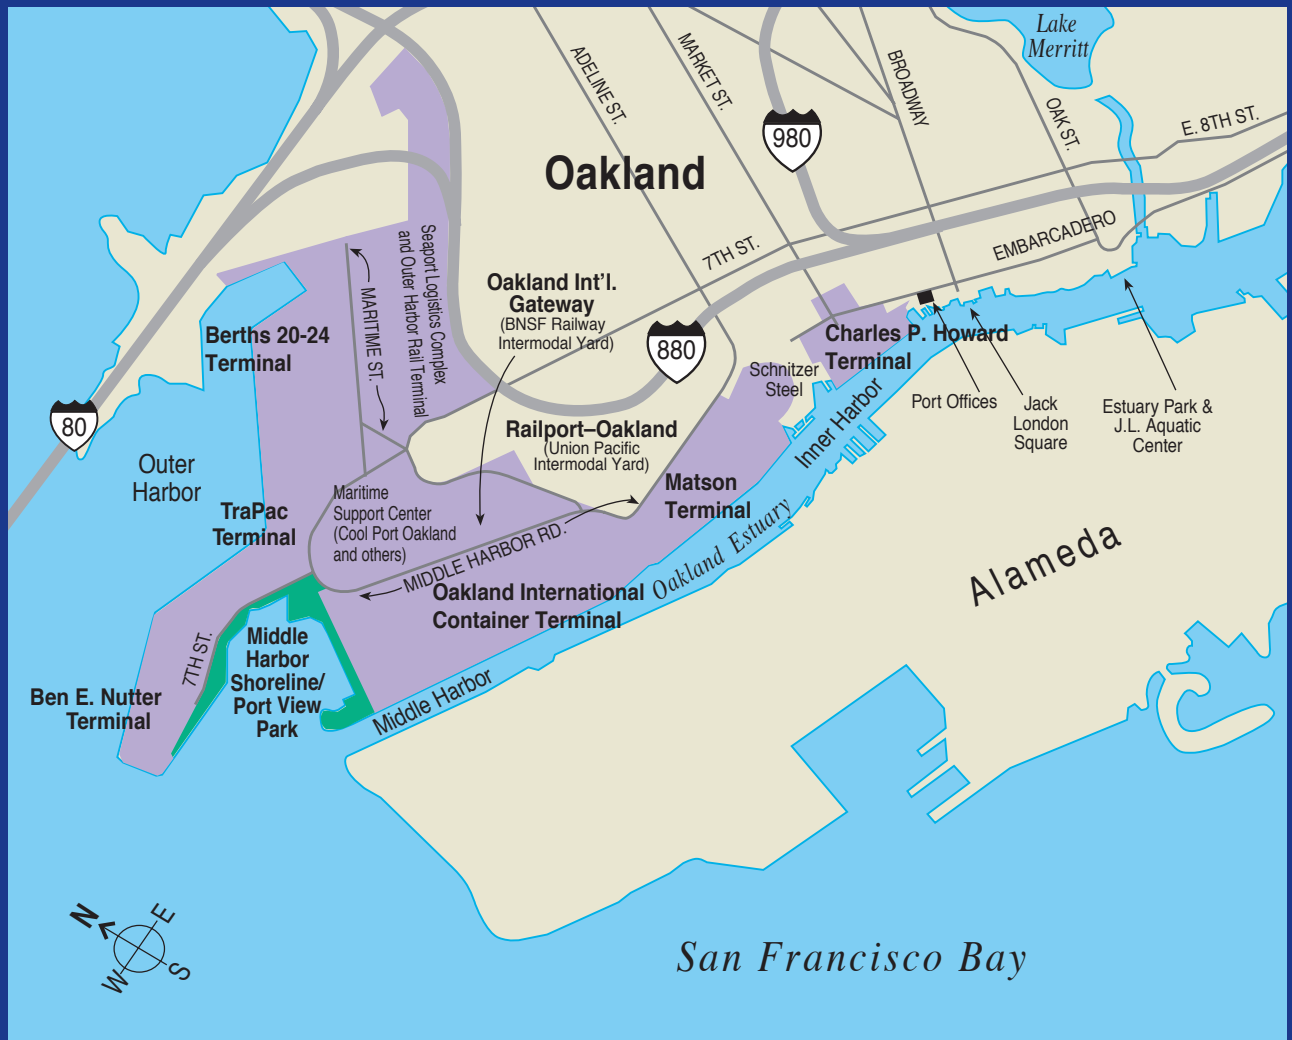 Lake
Merritt
ADELINE ST.
MARKET ST.
BROADWAY
OAK ST.
E. 8TH ST.
980
Oakland
EMBARCADERO
7TH ST.
Seaport Logistics Complex
and Outer Harbor Rail Terminal
MARITIME ST.
Oakland Int'l.
Gateway
(BNSF Railway
Intermodal Yard)
Berths 20-24
Terminal
880
Charles P. Howard
Terminal
Schnitzer
Steel
Port Offices
Jack
London
Square
Estuary Park &
J.L. Aquatic
Center
80
Railport–Oakland
(Union Pacific
Intermodal Yard)
Inner Harbor
Outer
Harbor
Matson
Terminal
TraPac
Terminal
Maritime
Support Center
(Cool Port Oakland
and others)
MIDDLE HARBOR RD.
Oakland Estuary
Alameda
Oakland International
Container Terminal
7TH ST.
Middle
Harbor
Shoreline/
Port View
Park
Ben E. Nutter
Terminal
Middle Harbor
N
E
W
S
San Francisco Bay